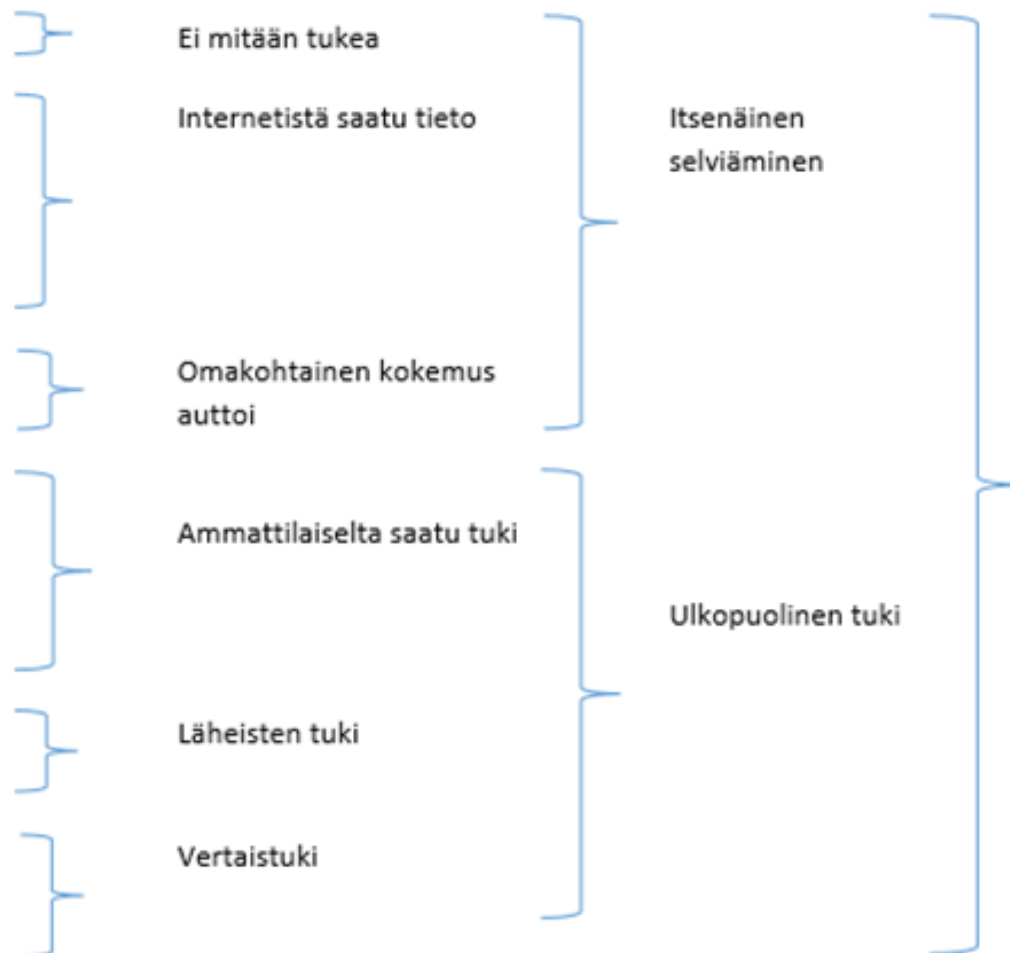 Ei mitään tukea
Internetistä saatu tieto
Itsenäinen
selviäminen
Omakohtainen kokemus
auttoi
Ammattilaiselta saatu tuki
Ulkopuolinen tuki
Läheisten tuki
Vertaistuki